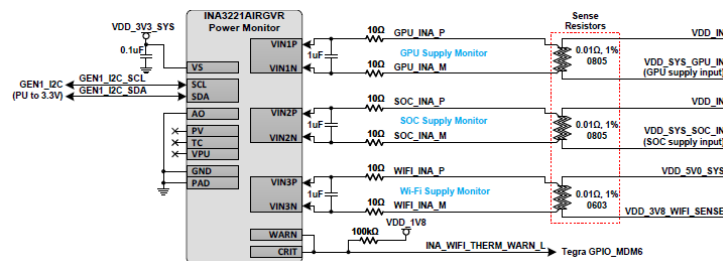 INA3221AIRGVR
Power Monitor
VDD_3V3_SYS
0.1uF
VS
GEN1_I2C
(PU to 3.3V)
GEN1_I2C_SCL
GEN1_I2C_SDA
SCL
SDA
AO
PV
TC
VPU
GND
PAD
VIN1P
VIN1N
1uF
10Ω
GPU_INA_P
GPU Supply Monitor
10Ω
GPU_INA_M
VIN2P
VIN2N
1uF
10Ω
SOC_INA_P
SOC Supply Monitor
10Ω
SOC_INA_M
VIN3P
VIN3N
1uF
10Ω
WIFI_INA_P
Wi-Fi Supply Monitor
10Ω
WIFI_INA_M
Sense
Resistors
0.01Ω, 1%
0805
VDD_IN
VDD_SYS_GPU_IN
(GPU supply input)
0.01Ω, 1%
0805
VDD_IN
VDD_SYS_SOC_IN
(SOC supply input)
0.01Ω, 1%
0603
VDD_5V0_SYS
VDD_3V8_WIFI_SENSE
WARN
CRIT
100kΩ
VDD_1V8
INA_WIFI_THERM_WARN_L
Tegra GPIO_MDM6